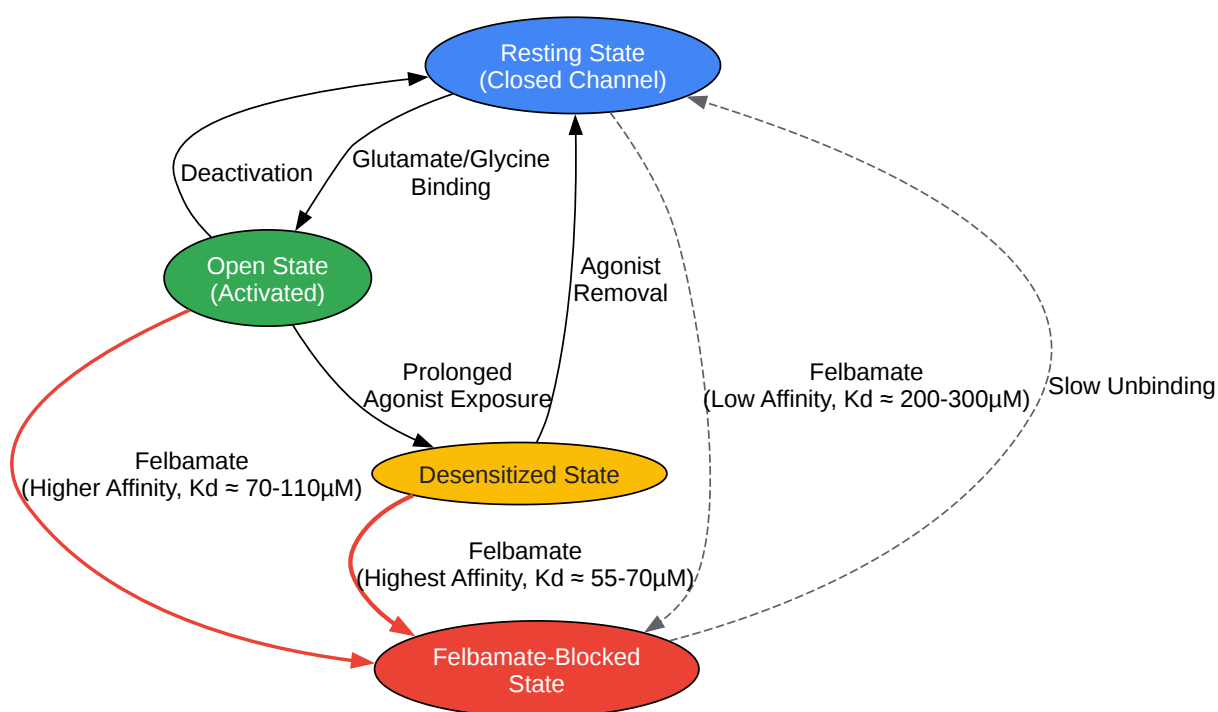 Resting State
(Closed Channel)
Deactivation
Glutamate/Glycine
Binding
Open State
(Activated)
Agonist
Removal
Prolonged
Agonist Exposure
Felbamate
(Low Affinity, Kd ≈ 200-300µM)
Slow Unbinding
Felbamate
(Higher Affinity, Kd ≈ 70-110µM)
Desensitized State
Felbamate
(Highest Affinity, Kd ≈ 55-70µM)
Felbamate-Blocked
State